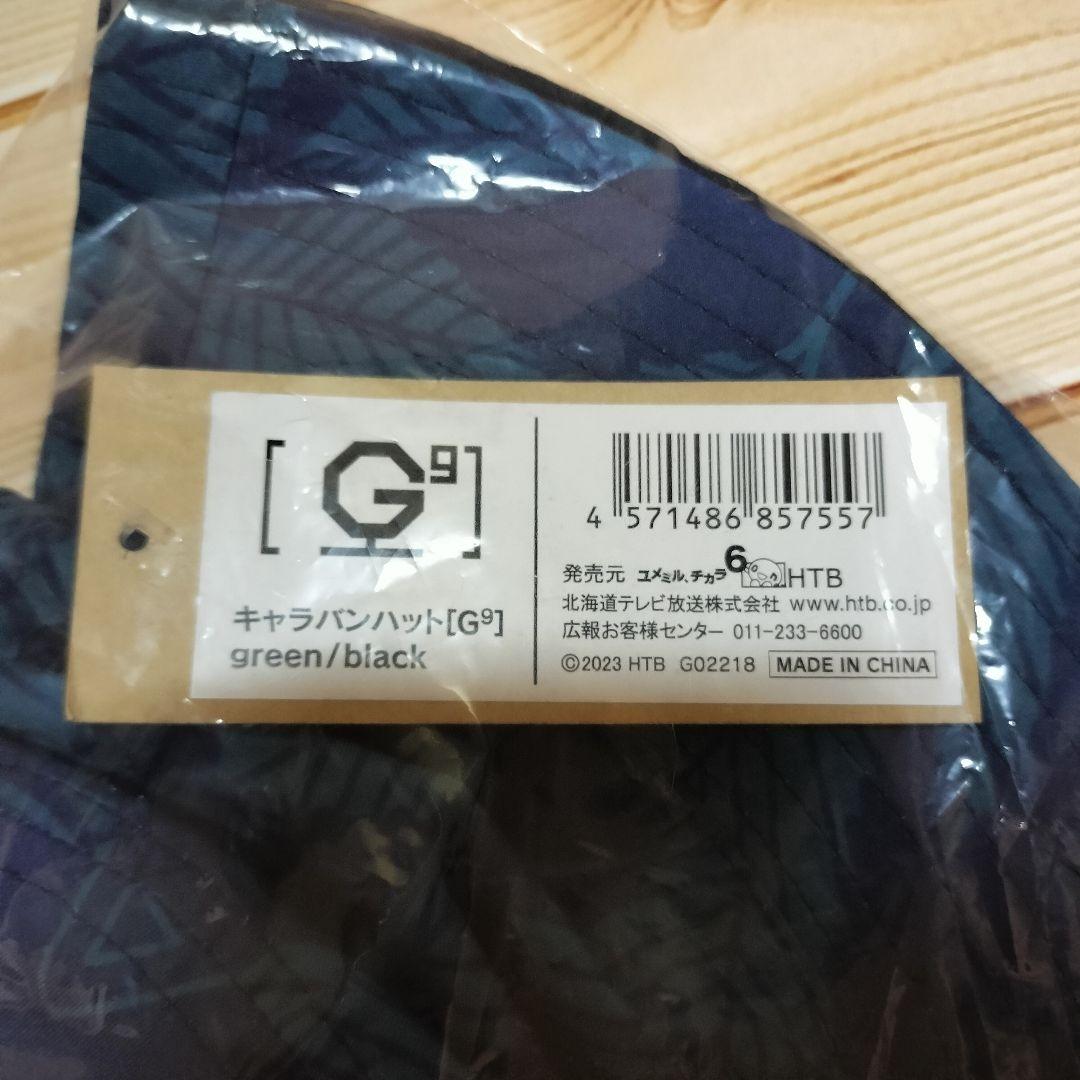 [G⁹]
キャラバンハット[G⁹]
green/black
4 571486 857557
発売元 ユメミル、チカラ 6 HTB
北海道テレビ放送株式会社 www.htb.co.jp
広報お客様センター 011-233-6600
©2023 HTB G02218 MADE IN CHINA